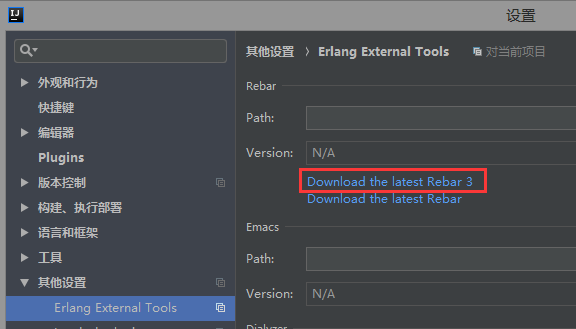 IJ
设置
其他设置 › Erlang External Tools 对当前项目
外观和行为
快捷键
编辑器
Plugins
版本控制
构建、执行部署
语言和框架
工具
其他设置
Erlang External Tools
Rebar
Path:
Version: N/A
Download the latest Rebar 3
Download the latest Rebar
Emacs
Path:
Version: N/A
Dialyzer